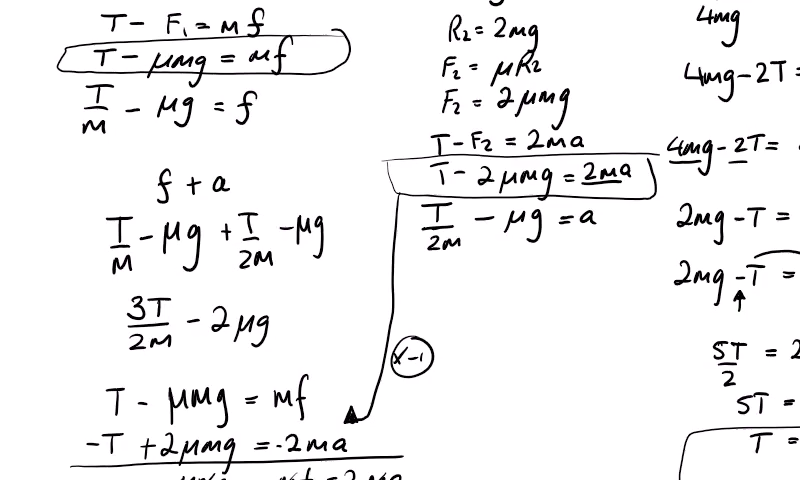 T - F₁ = mf
T - μmg = mf
T/m - μg = f
f + a
T/m - μg + T/2m - μg
3T/2m - 2μg
T - μmg = mf
-T + 2μmg = -2ma
R₂ = 2mg
F₂ = μR₂
F₂ = 2μmg
T - F₂ = 2ma
T - 2μmg = 2ma
T/2m - μg = a
x-1
4mg
4mg - 2T =
4mg - 2T =
2mg - T =
2mg - T =
5T/2 = 2
5T =
T =